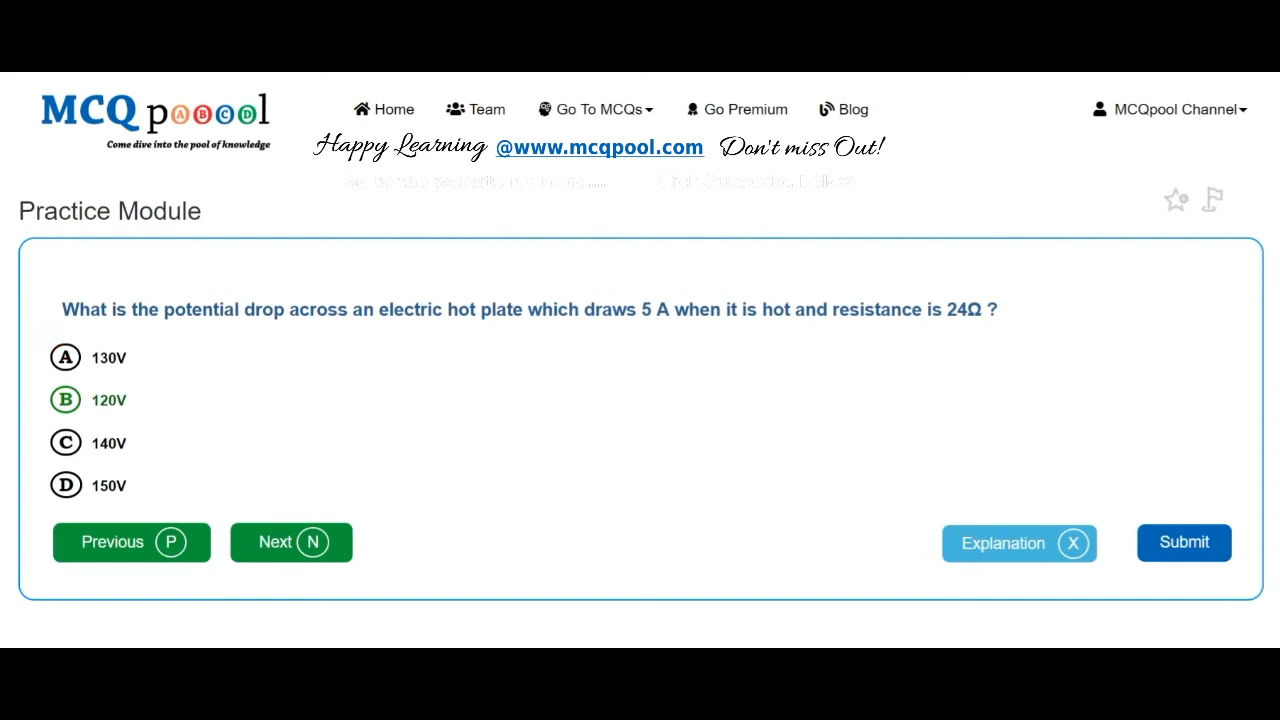 MCQ pooool
Come dive into the pool of knowledge
Home Team Go To MCQs Go Premium Blog MCQpool Channel
Happy Learning @www.mcqpool.com Don't miss Out!
Practice Module
What is the potential drop across an electric hot plate which draws 5 A when it is hot and resistance is 24Ω ?
A 130V
B 120V
C 140V
D 150V
Previous P Next N Explanation X Submit